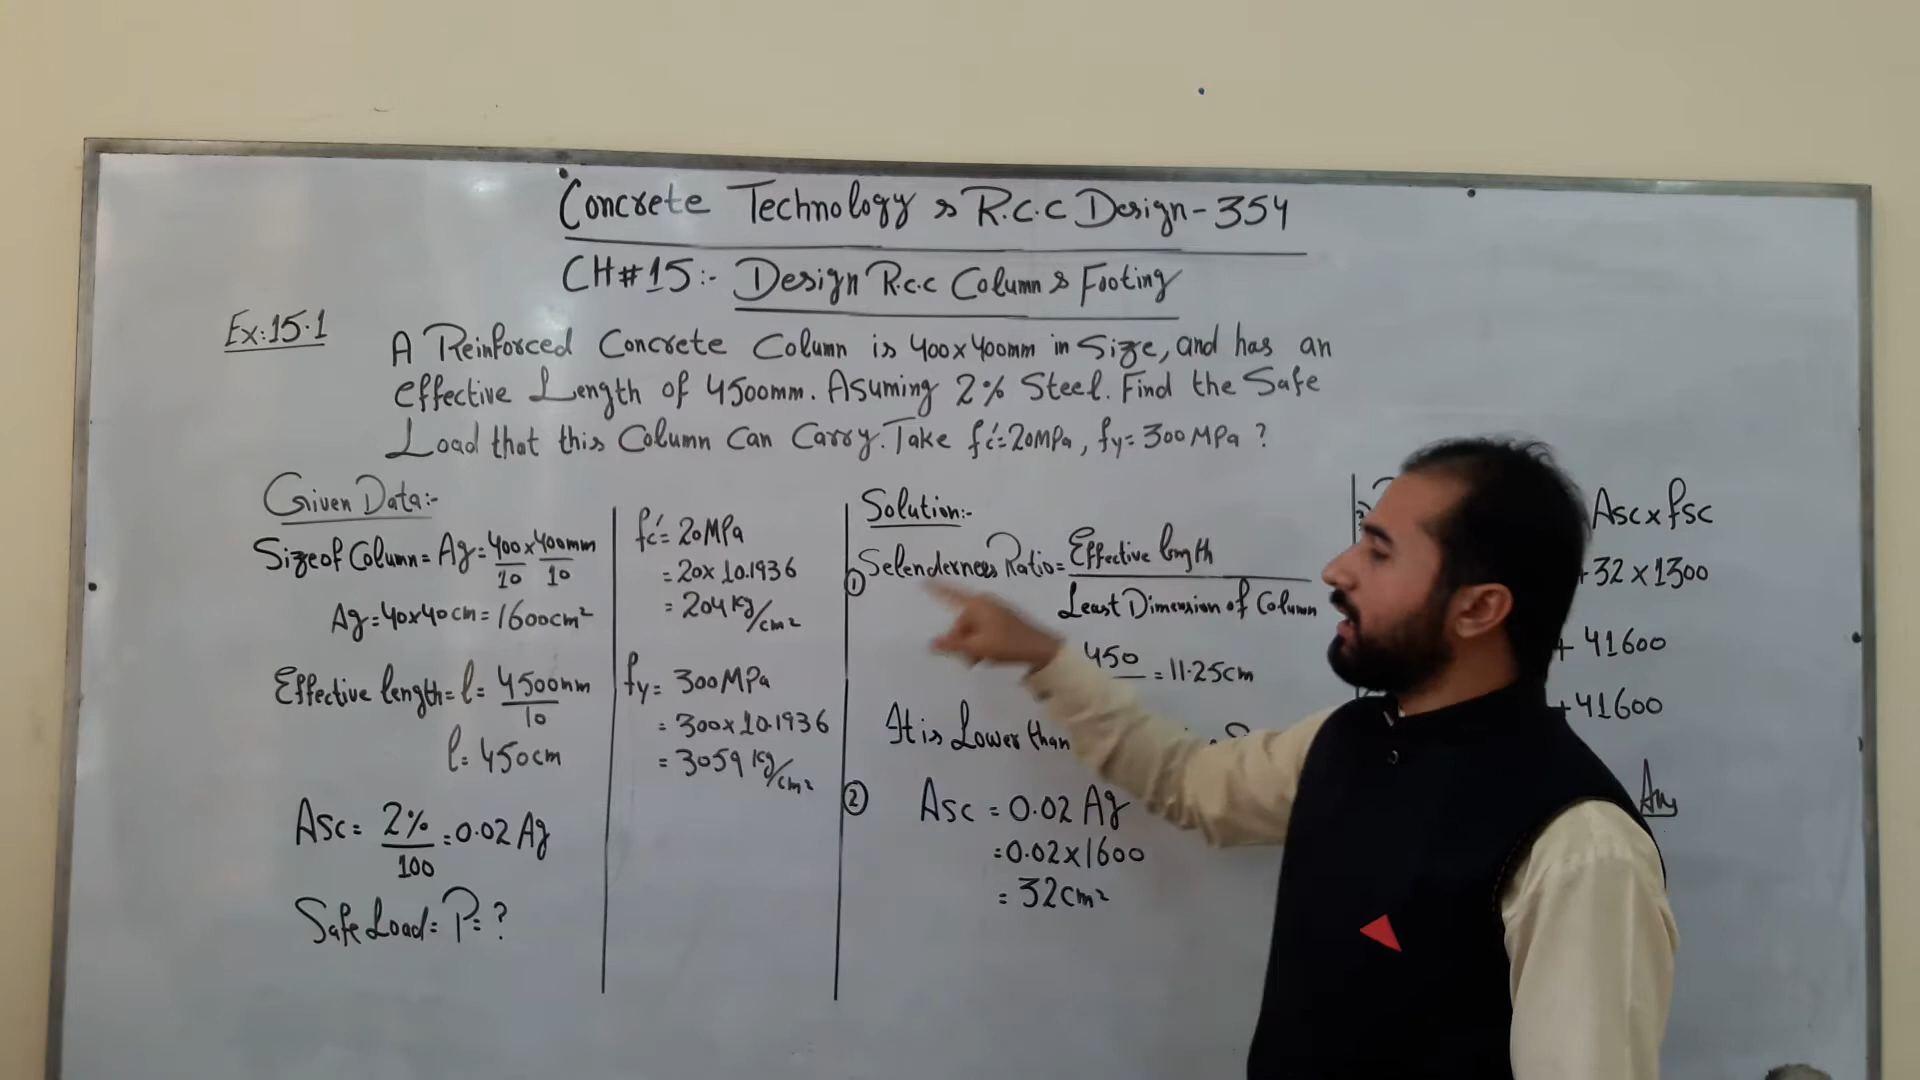 Concrete Technology & R.C.C Design-354
CH#15:- Design R.c.c Column & Footing
Ex:15.1
A Reinforced Concrete Column is 400x400mm in Size, and has an
effective Length of 4500mm. Asuming 2% Steel. Find the Safe
Load that this Column Can Carry. Take fc'=20MPa, fy=300MPa ?
Given Data:-
Size of Column = Ag = 400/10 x 400mm/10
Ag = 40x40cm = 1600cm²
Effective length = l = 4500mm/10
l = 450cm
Asc = 2%/100 = 0.02 Ag
Safe Load = P = ?
fc' = 20MPa
= 20x10.1936
= 204 kg/cm²
fy = 300MPa
= 300x10.1936
= 3059 kg/cm²
Solution:-
① Selenderness Ratio = Effective length / Least Dimension of Column
450
= 11.25cm
It is Lower than
② Asc = 0.02 Ag
= 0.02x1600
= 32cm²
Asc x fsc
+32 x 1300
+ 41600
+41600
Ans